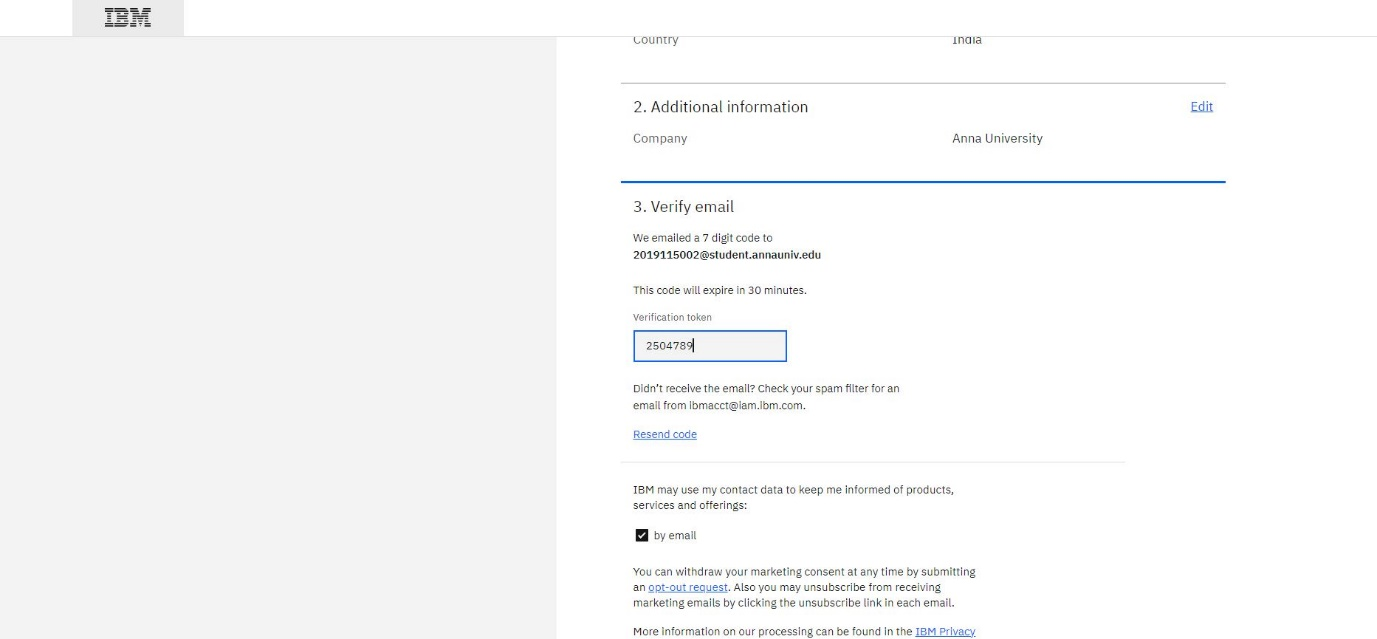 IBM
Country India
2. Additional information Edit
Company Anna University
3. Verify email
We emailed a 7 digit code to
2019115002@student.annauniv.edu
This code will expire in 30 minutes.
Verification token
2504789
Didn't receive the email? Check your spam filter for an
email from ibmacct@iam.ibm.com.
Resend code
IBM may use my contact data to keep me informed of products,
services and offerings:
by email
You can withdraw your marketing consent at any time by submitting
an opt-out request. Also you may unsubscribe from receiving
marketing emails by clicking the unsubscribe link in each email.
More information on our processing can be found in the IBM Privacy